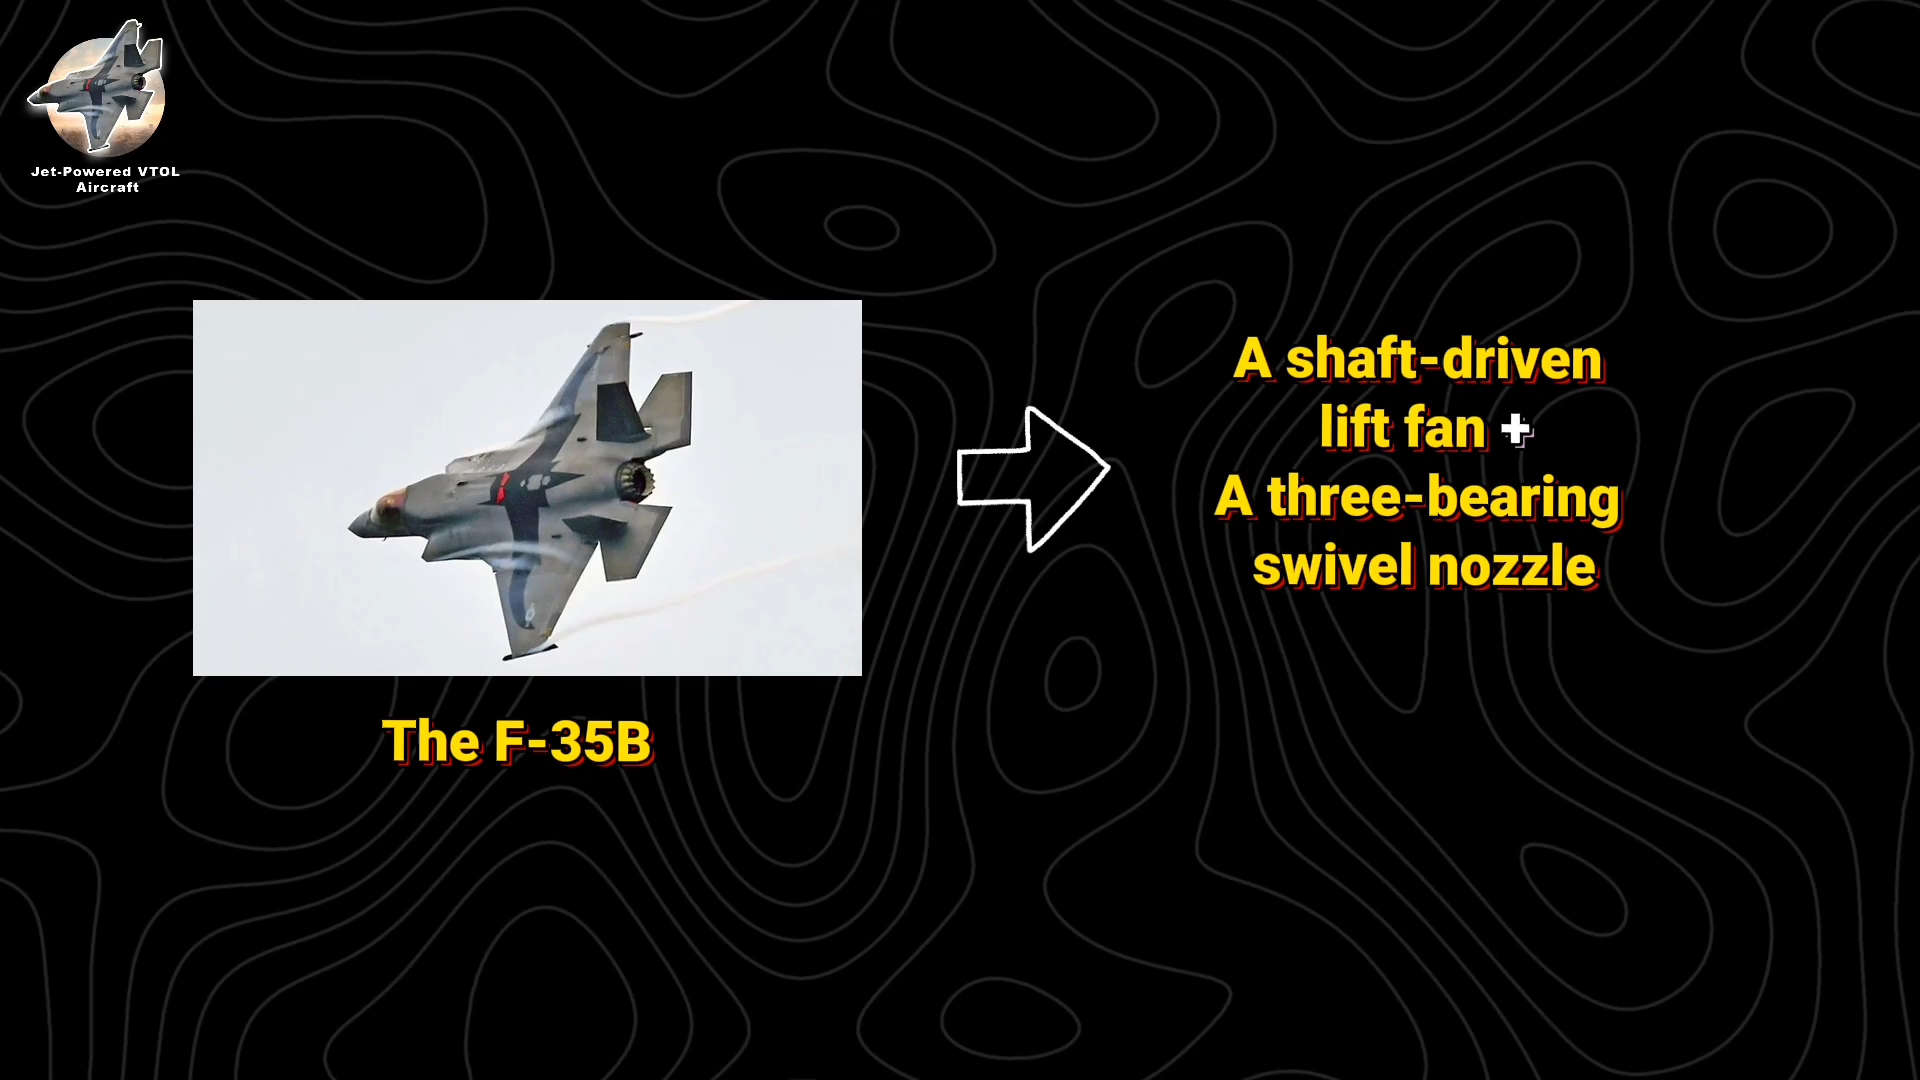 Jet-Powered VTOL
Aircraft
A shaft-driven
lift fan +
A three-bearing
swivel nozzle
The F-35B